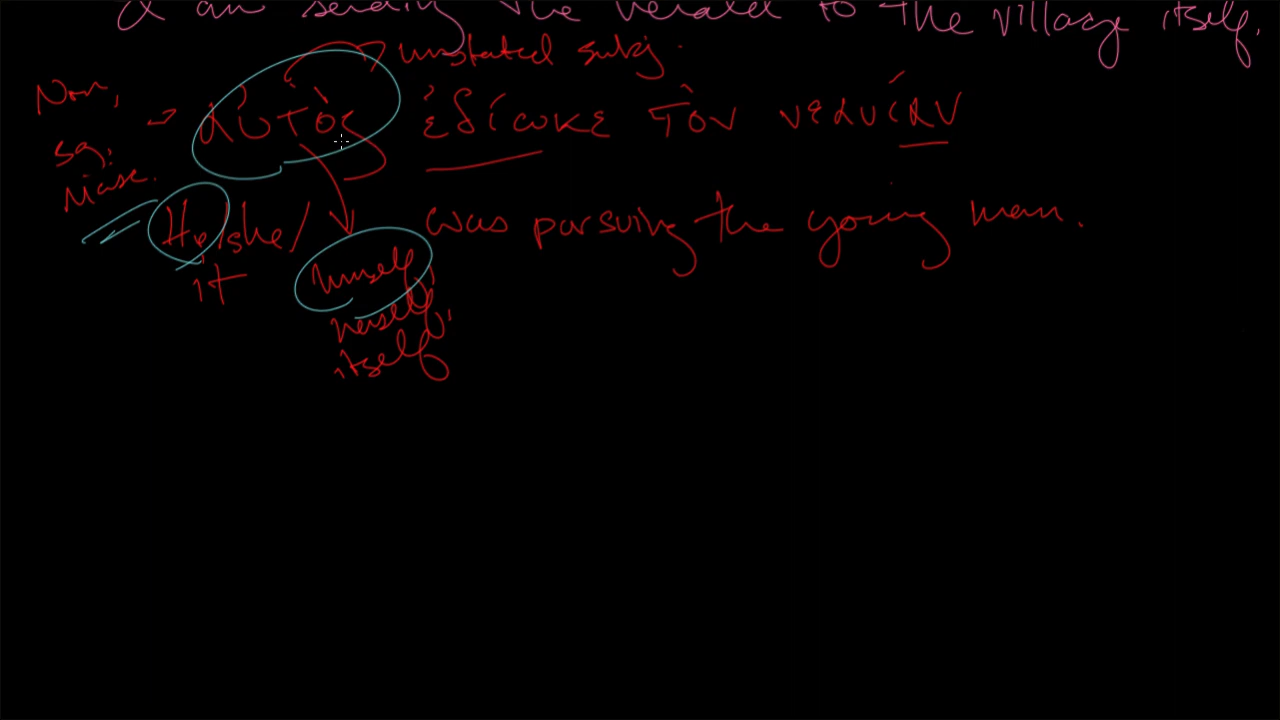 I am sending the herald to the village itself.
unstated subj.
Nom,
sg.
Masc.
αὐτὸς ἐδίωκε τὸν νεανίαν
He/she/
it
was pursuing the young man.
himself,
herself,
itself